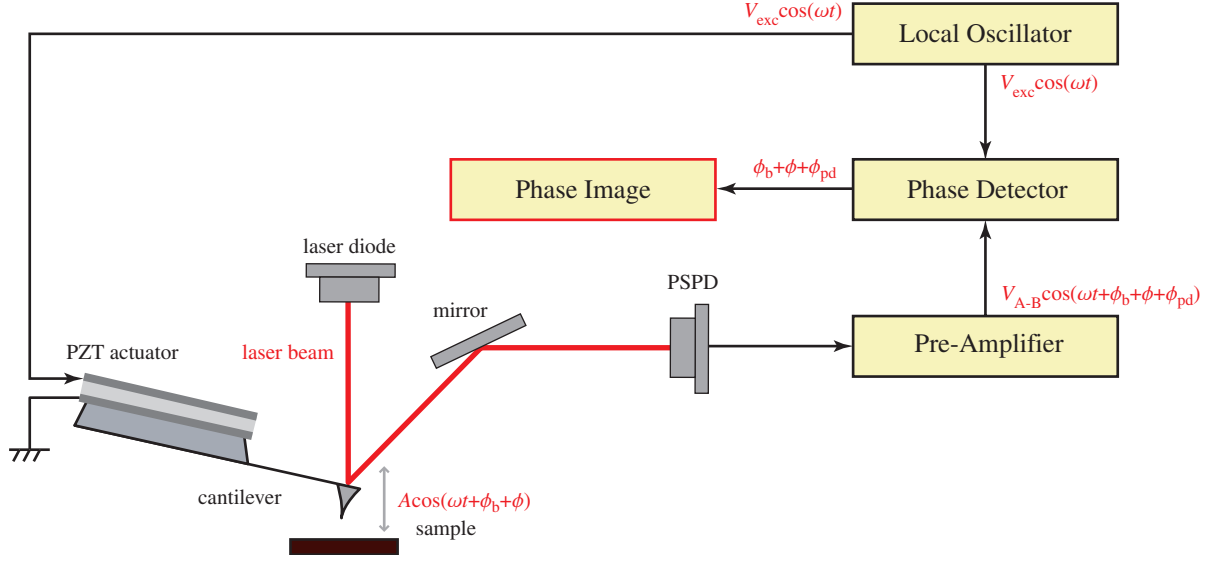 V_exc cos(ωt)
Local Oscillator
V_exc cos(ωt)
Phase Image
ϕ_b+ϕ+ϕ_pd
Phase Detector
laser diode
PSPD
V_A-B cos(ωt+ϕ_b+ϕ+ϕ_pd)
mirror
PZT actuator
laser beam
Pre-Amplifier
cantilever
Acos(ωt+ϕ_b+ϕ)
sample